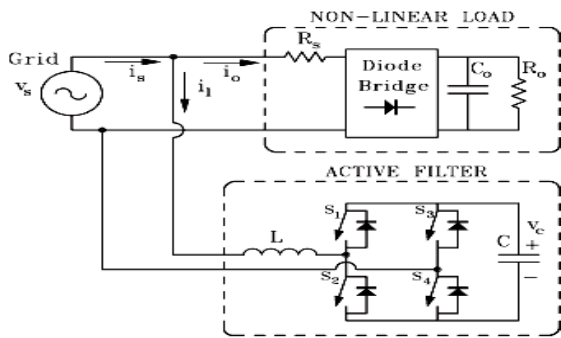 NON-LINEAR LOAD
Grid
v_s
i_s
i_o
i_l
R_s
Diode
Bridge
C_o
R_o
ACTIVE FILTER
L
S_1
S_3
S_2
S_4
C
v_c
+
−